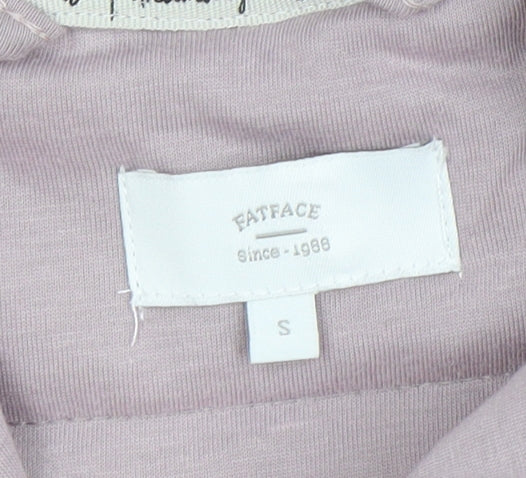 FATFACE
Since - 1988
S